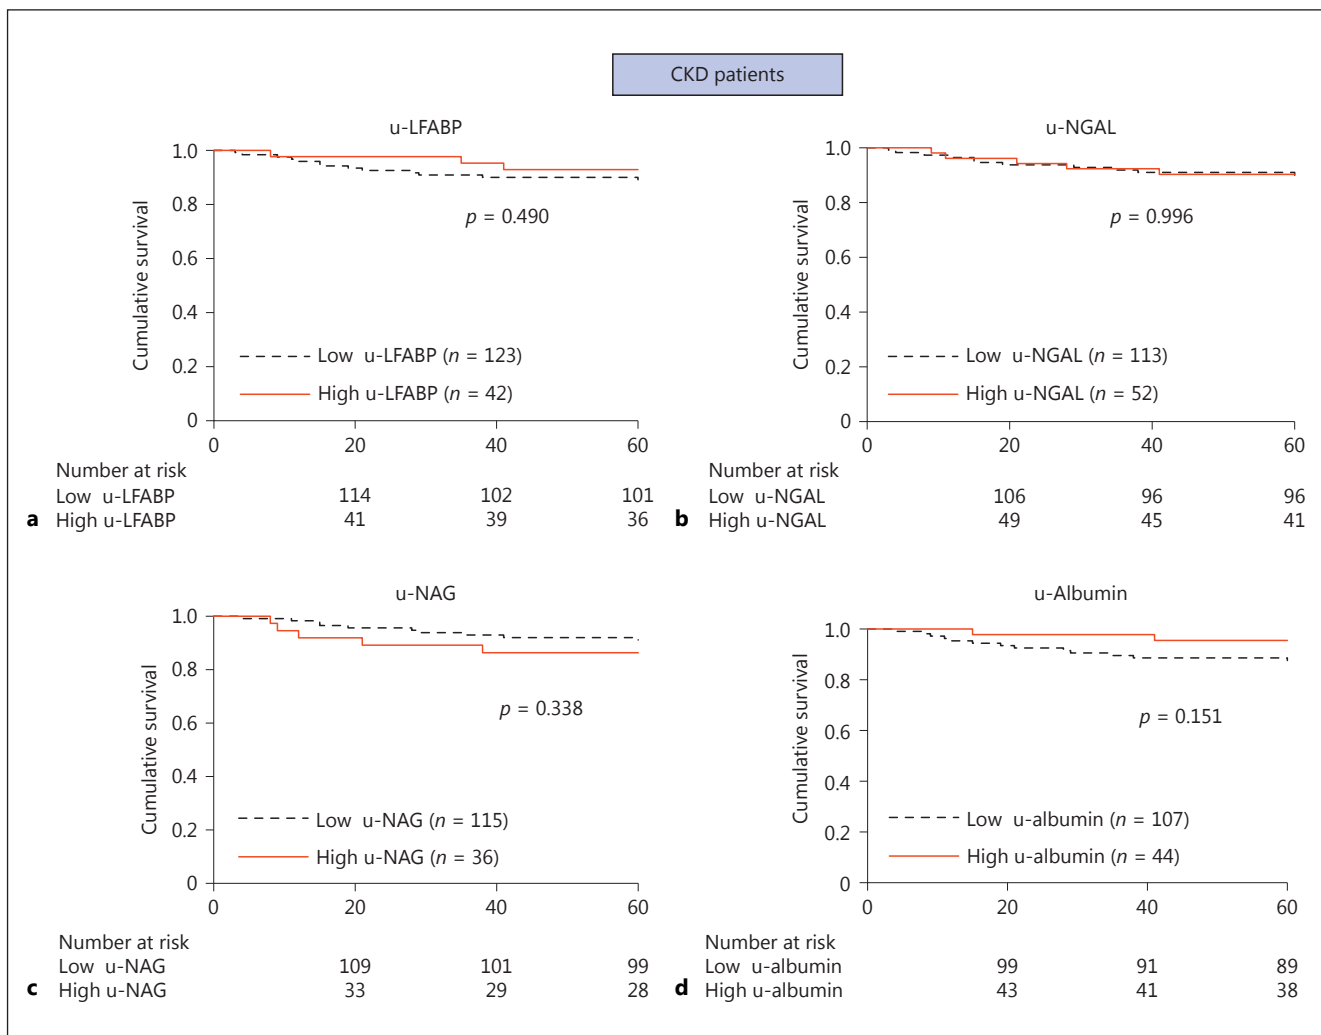 CKD patients
u-LFABP
Cumulative survival
1.0
0.8
0.6
0.4
0.2
0
p = 0.490
Low u-LFABP (n = 123)
High u-LFABP (n = 42)
0 20 40 60
Number at risk
Low u-LFABP 114 102 101
a High u-LFABP 41 39 36
u-NGAL
Cumulative survival
1.0
0.8
0.6
0.4
0.2
0
p = 0.996
Low u-NGAL (n = 113)
High u-NGAL (n = 52)
0 20 40 60
Number at risk
Low u-NGAL 106 96 96
b High u-NGAL 49 45 41
u-NAG
Cumulative survival
1.0
0.8
0.6
0.4
0.2
0
p = 0.338
Low u-NAG (n = 115)
High u-NAG (n = 36)
0 20 40 60
Number at risk
Low u-NAG 109 101 99
c High u-NAG 33 29 28
u-Albumin
Cumulative survival
1.0
0.8
0.6
0.4
0.2
0
p = 0.151
Low u-albumin (n = 107)
High u-albumin (n = 44)
0 20 40 60
Number at risk
Low u-albumin 99 91 89
d High u-albumin 43 41 38